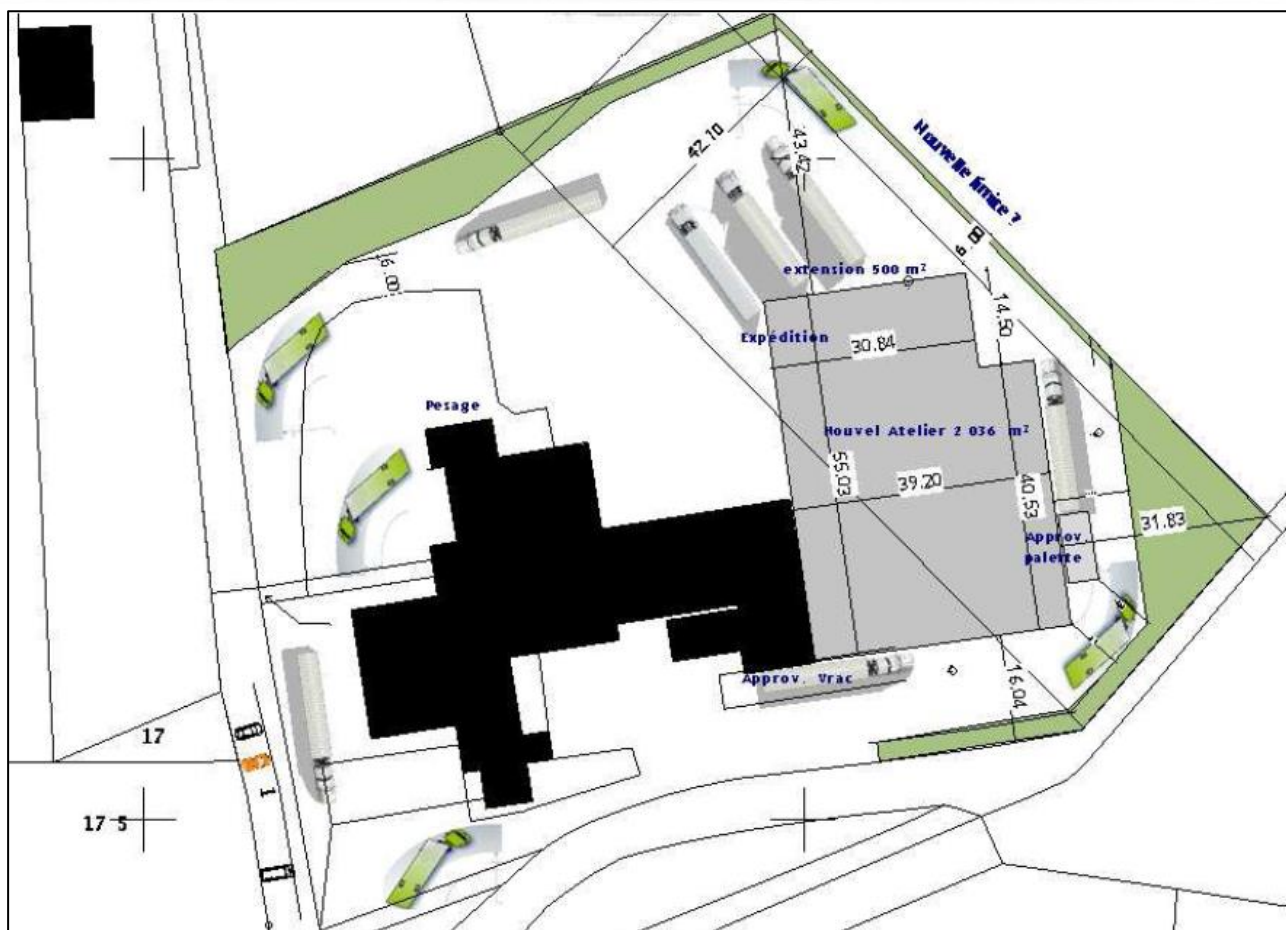 42.10
43.42
Nouvelle limite ?
6.00
6.00
extension 500 m²
14.50
Expédition
30.84
Pesage
Nouvel Atelier 2 036 m²
55.03
39.20
40.53
31.83
Approv
palette
Approv. Vrac
16.04
17
1
17 5